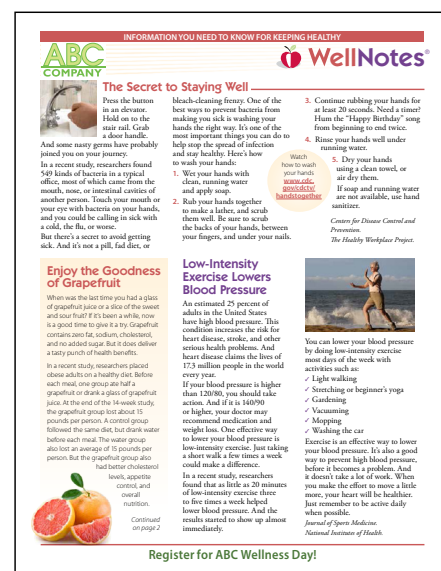 INFORMATION YOU NEED TO KNOW FOR KEEPING HEALTHY
ABC
COMPANY
WellNotes®
The Secret to Staying Well
Press the button
in an elevator.
Hold on to the
stair rail. Grab
a door handle.
And some nasty germs have probably
joined you on your journey.
In a recent study, researchers found
549 kinds of bacteria in a typical
office, most of which came from the
mouth, nose, or intestinal cavities of
another person. Touch your mouth or
your eye with bacteria on your hands,
and you could be calling in sick with
a cold, the flu, or worse.
But there's a secret to avoid getting
sick. And it's not a pill, fad diet, or
bleach-cleaning frenzy. One of the
best ways to prevent bacteria from
making you sick is washing your
hands the right way. It's one of the
most important things you can do to
help stop the spread of infection
and stay healthy. Here's how
to wash your hands:
1. Wet your hands with
clean, running water
and apply soap.
2. Rub your hands together
to make a lather, and scrub
them well. Be sure to scrub
the backs of your hands, between
your fingers, and under your nails.
Watch
how to wash
your hands
www.cdc.
gov/cdctv/
handstogether
3. Continue rubbing your hands for
at least 20 seconds. Need a timer?
Hum the "Happy Birthday" song
from beginning to end twice.
4. Rinse your hands well under
running water.
5. Dry your hands
using a clean towel, or
air dry them.
If soap and running water
are not available, use hand
sanitizer.
Centers for Disease Control and
Prevention.
The Healthy Workplace Project.
Enjoy the Goodness
of Grapefruit
When was the last time you had a glass
of grapefruit juice or a slice of the sweet
and sour fruit? If it's been a while, now
is a good time to give it a try. Grapefruit
contains zero fat, sodium, cholesterol,
and no added sugar. But it does deliver
a tasty punch of health benefits.
In a recent study, researchers placed
obese adults on a healthy diet. Before
each meal, one group ate half a
grapefruit or drank a glass of grapefruit
juice. At the end of the 14-week study,
the grapefruit group lost about 15
pounds per person. A control group
followed the same diet, but drank water
before each meal. The water group
also lost an average of 15 pounds per
person. But the grapefruit group also
had better cholesterol
levels, appetite
control, and
overall
nutrition.
Continued
on page 2
Low-Intensity
Exercise Lowers
Blood Pressure
An estimated 25 percent of
adults in the United States
have high blood pressure. This
condition increases the risk for
heart disease, stroke, and other
serious health problems. And
heart disease claims the lives of
17.3 million people in the world
every year.
If your blood pressure is higher
than 120/80, you should take
action. And if it is 140/90
or higher, your doctor may
recommend medication and
weight loss. One effective way
to lower your blood pressure is
low-intensity exercise. Just taking
a short walk a few times a week
could make a difference.
In a recent study, researchers
found that as little as 20 minutes
of low-intensity exercise three
to five times a week helped
lower blood pressure. And the
results started to show up almost
immediately.
You can lower your blood pressure
by doing low-intensity exercise
most days of the week with
activities such as:
✓ Light walking
✓ Stretching or beginner's yoga
✓ Gardening
✓ Vacuuming
✓ Mopping
✓ Washing the car
Exercise is an effective way to lower
your blood pressure. It's also a good
way to prevent high blood pressure,
before it becomes a problem. And
it doesn't take a lot of work. When
you make the effort to move a little
more, your heart will be healthier.
Just remember to be active daily
when possible.
Journal of Sports Medicine.
National Institutes of Health.
Register for ABC Wellness Day!